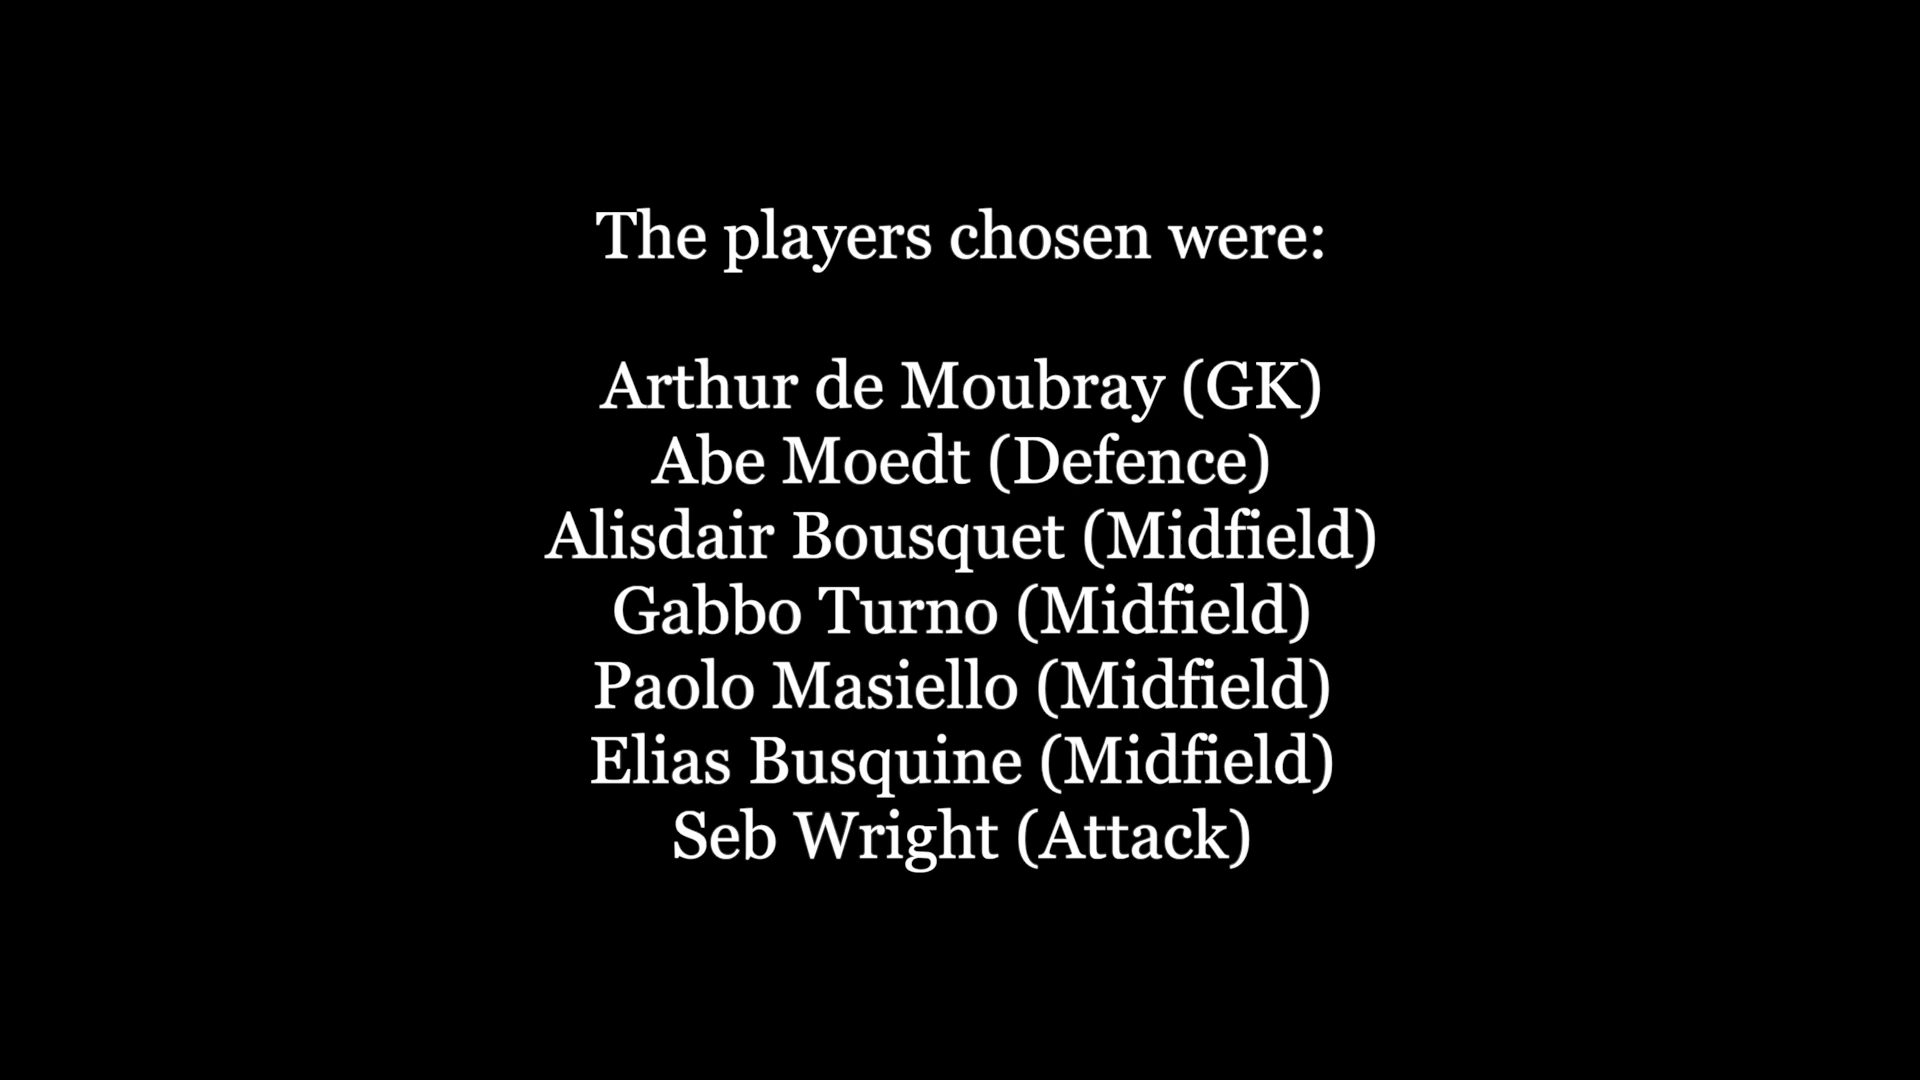 The players chosen were:
Arthur de Moubray (GK)
Abe Moedt (Defence)
Alisdair Bousquet (Midfield)
Gabbo Turno (Midfield)
Paolo Masiello (Midfield)
Elias Busquine (Midfield)
Seb Wright (Attack)